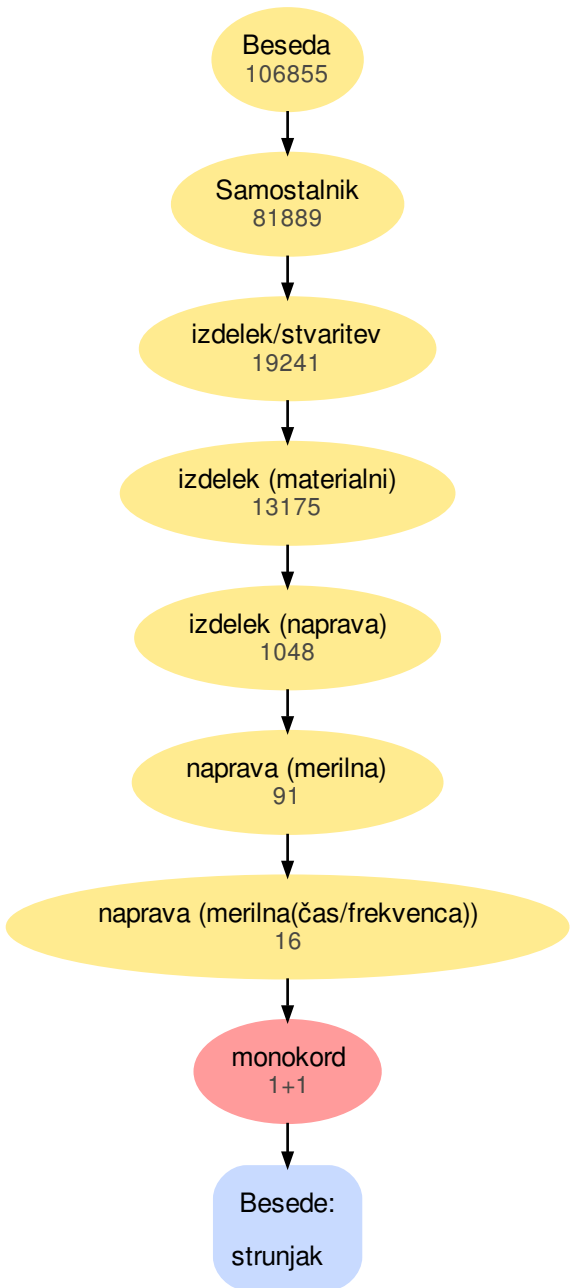 Beseda
106855
Samostalnik
81889
izdelek/stvaritev
19241
izdelek (materialni)
13175
izdelek (naprava)
1048
naprava (merilna)
91
naprava (merilna(čas/frekvenca))
16
monokord
1+1
Besede:
strunjak